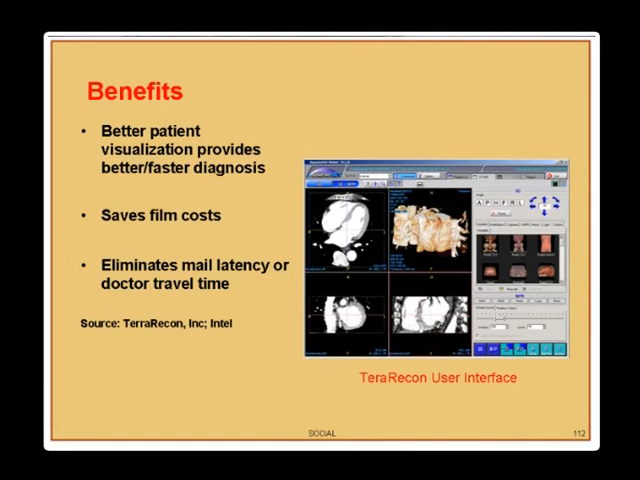 Benefits
• Better patient
visualization provides
better/faster diagnosis
• Saves film costs
• Eliminates mail latency or
doctor travel time
Source: TerraRecon, Inc; Intel
A P H F R L
TeraRecon User Interface
SOCIAL
112